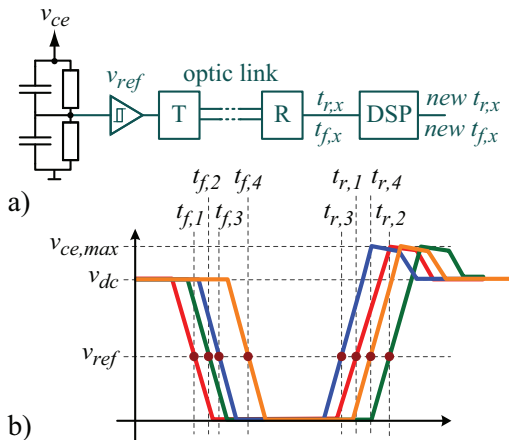 v_ce
v_ref
optic link
T
R
t_r,x
t_f,x
DSP
new t_r,x
new t_f,x
a)
t_f,2 t_f,4 t_r,1 t_r,4
t_f,1 t_f,3 t_r,3 t_r,2
v_ce,max
v_dc
v_ref
b)